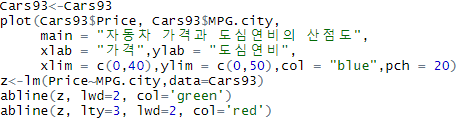 Cars93<-Cars93
plot(Cars93$Price, Cars93$MPG.city,
main = "자동차 가격과 도심연비의 산점도",
xlab = "가격",ylab = "도심연비",
xlim = c(0,40),ylim = c(0,50),col = "blue",pch = 20)
z<-lm(Price~MPG.city,data=Cars93)
abline(z, lwd=2, col='green')
abline(z, lty=3, lwd=2, col='red')